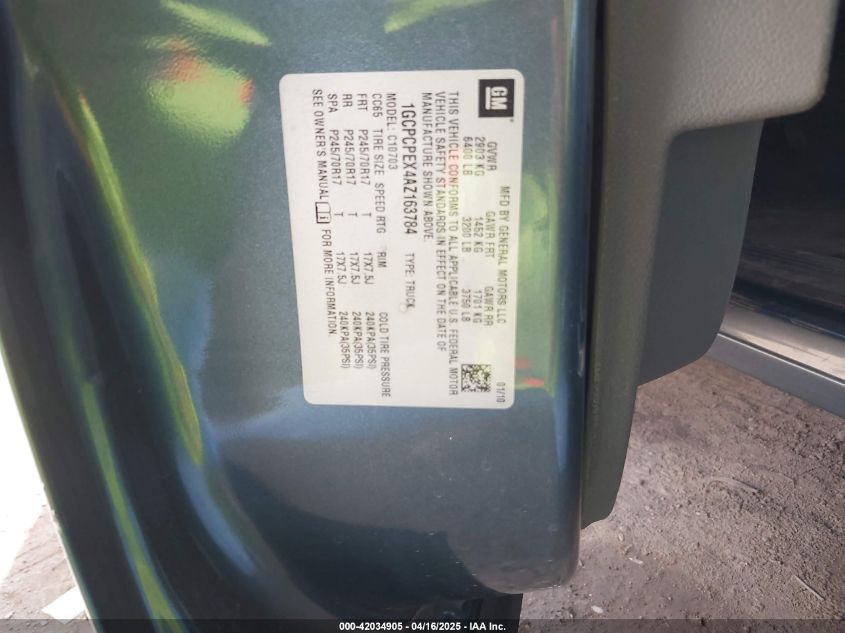 GM
MFD BY GENERAL MOTORS LLC
01/10
GVWR GAWR FRT GAWR RR
2903 KG 1452 KG 1701 KG
6400 LB 3200 LB 3750 LB
THIS VEHICLE CONFORMS TO ALL APPLICABLE U.S. FEDERAL MOTOR
VEHICLE SAFETY STANDARDS IN EFFECT ON THE DATE OF
MANUFACTURE SHOWN ABOVE.
1GCPCPEX4AZ163784 TYPE: TRUCK
MODEL: C10703
CC65 TIRE SIZE SPEED RTG RIM COLD TIRE PRESSURE
FRT P245/70R17 T 17X7.5J 240KPA(35PSI)
RR P245/70R17 T 17X7.5J 240KPA(35PSI)
SPA P245/70R17 T 17X7.5J 240KPA(35PSI)
SEE OWNER'S MANUAL i FOR MORE INFORMATION.
000-42034905 - 04/16/2025 - IAA Inc.